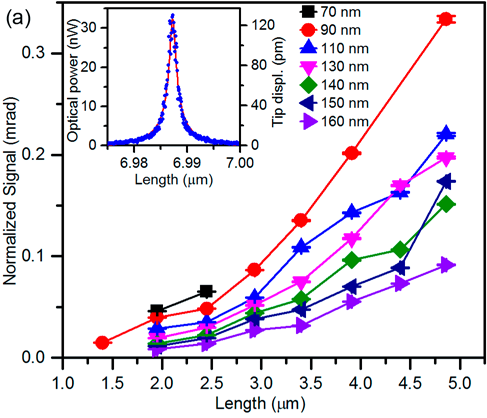 (a)
Normalized Signal (mrad)
0.3
0.2
0.1
0.0
1.0 1.5 2.0 2.5 3.0 3.5 4.0 4.5 5.0
Length (μm)
Optical power (nW)
30
20
10
0
Tip displ. (pm)
120
80
40
0
6.98 6.99 7.00
Length (μm)
70 nm
90 nm
110 nm
130 nm
140 nm
150 nm
160 nm